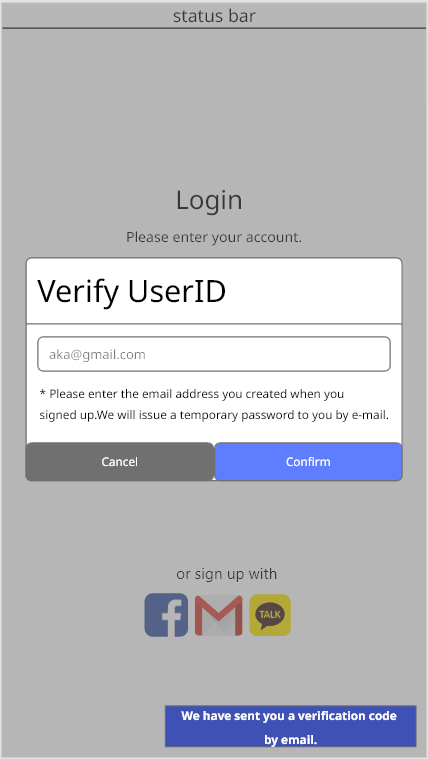 status bar
Login
Please enter your account.
Verify UserID
aka@gmail.com
* Please enter the email address you created when you
signed up.We will issue a temporary password to you by e-mail.
Cancel Confirm
or sign up with
TALK
We have sent you a verification code
by email.